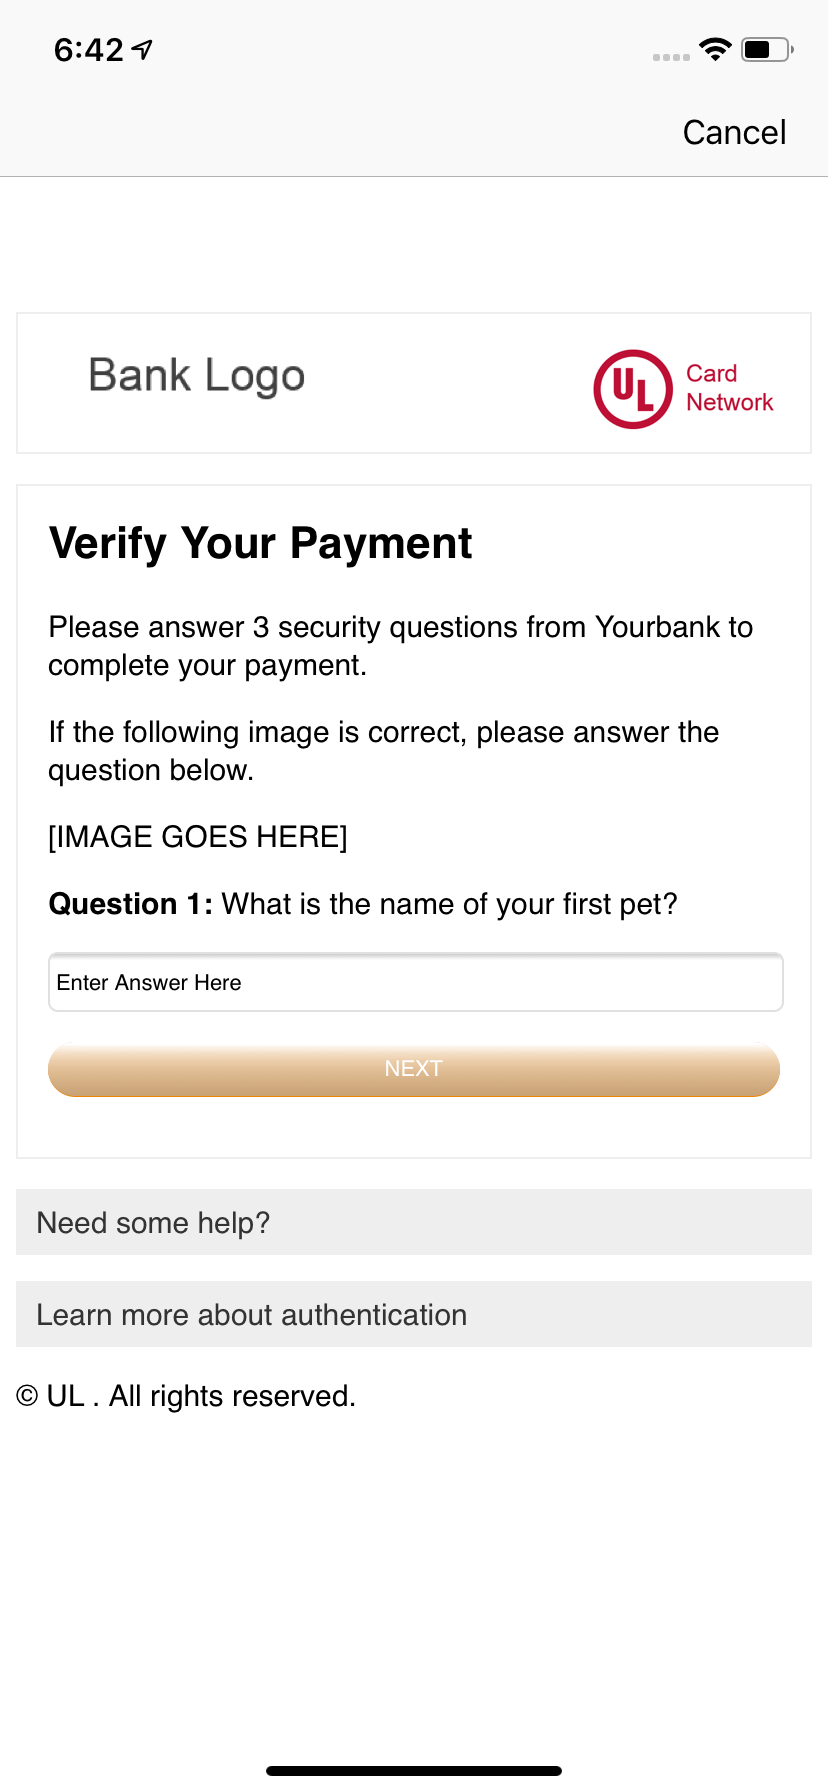 6:42
Cancel
Bank Logo
UL
Card
Network
Verify Your Payment
Please answer 3 security questions from Yourbank to
complete your payment.
If the following image is correct, please answer the
question below.
[IMAGE GOES HERE]
Question 1: What is the name of your first pet?
Enter Answer Here
NEXT
Need some help?
Learn more about authentication
© UL . All rights reserved.